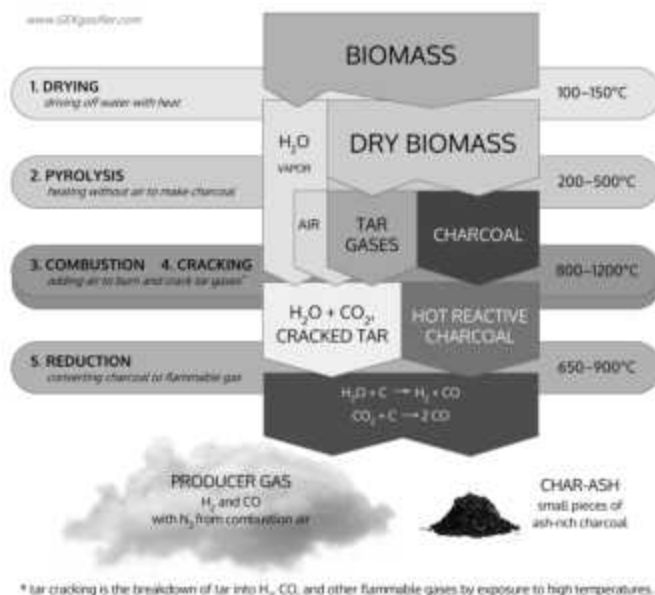 www.GEKgasifier.com
BIOMASS
1. DRYING
driving off water with heat
100–150°C
H₂O
VAPOR
DRY BIOMASS
2. PYROLYSIS
heating without air to make charcoal
200–500°C
AIR
TAR
GASES
CHARCOAL
3. COMBUSTION 4. CRACKING
adding air to burn and crack tar gases*
800–1200°C
H₂O + CO₂,
CRACKED TAR
HOT REACTIVE
CHARCOAL
5. REDUCTION
converting charcoal to flammable gas
650–900°C
H₂O + C → H₂ + CO
CO₂ + C → 2 CO
PRODUCER GAS
H₂ and CO
with N₂ from combustion air
CHAR-ASH
small pieces of
ash-rich charcoal
* tar cracking is the breakdown of tar into H₂, CO, and other flammable gases by exposure to high temperatures.